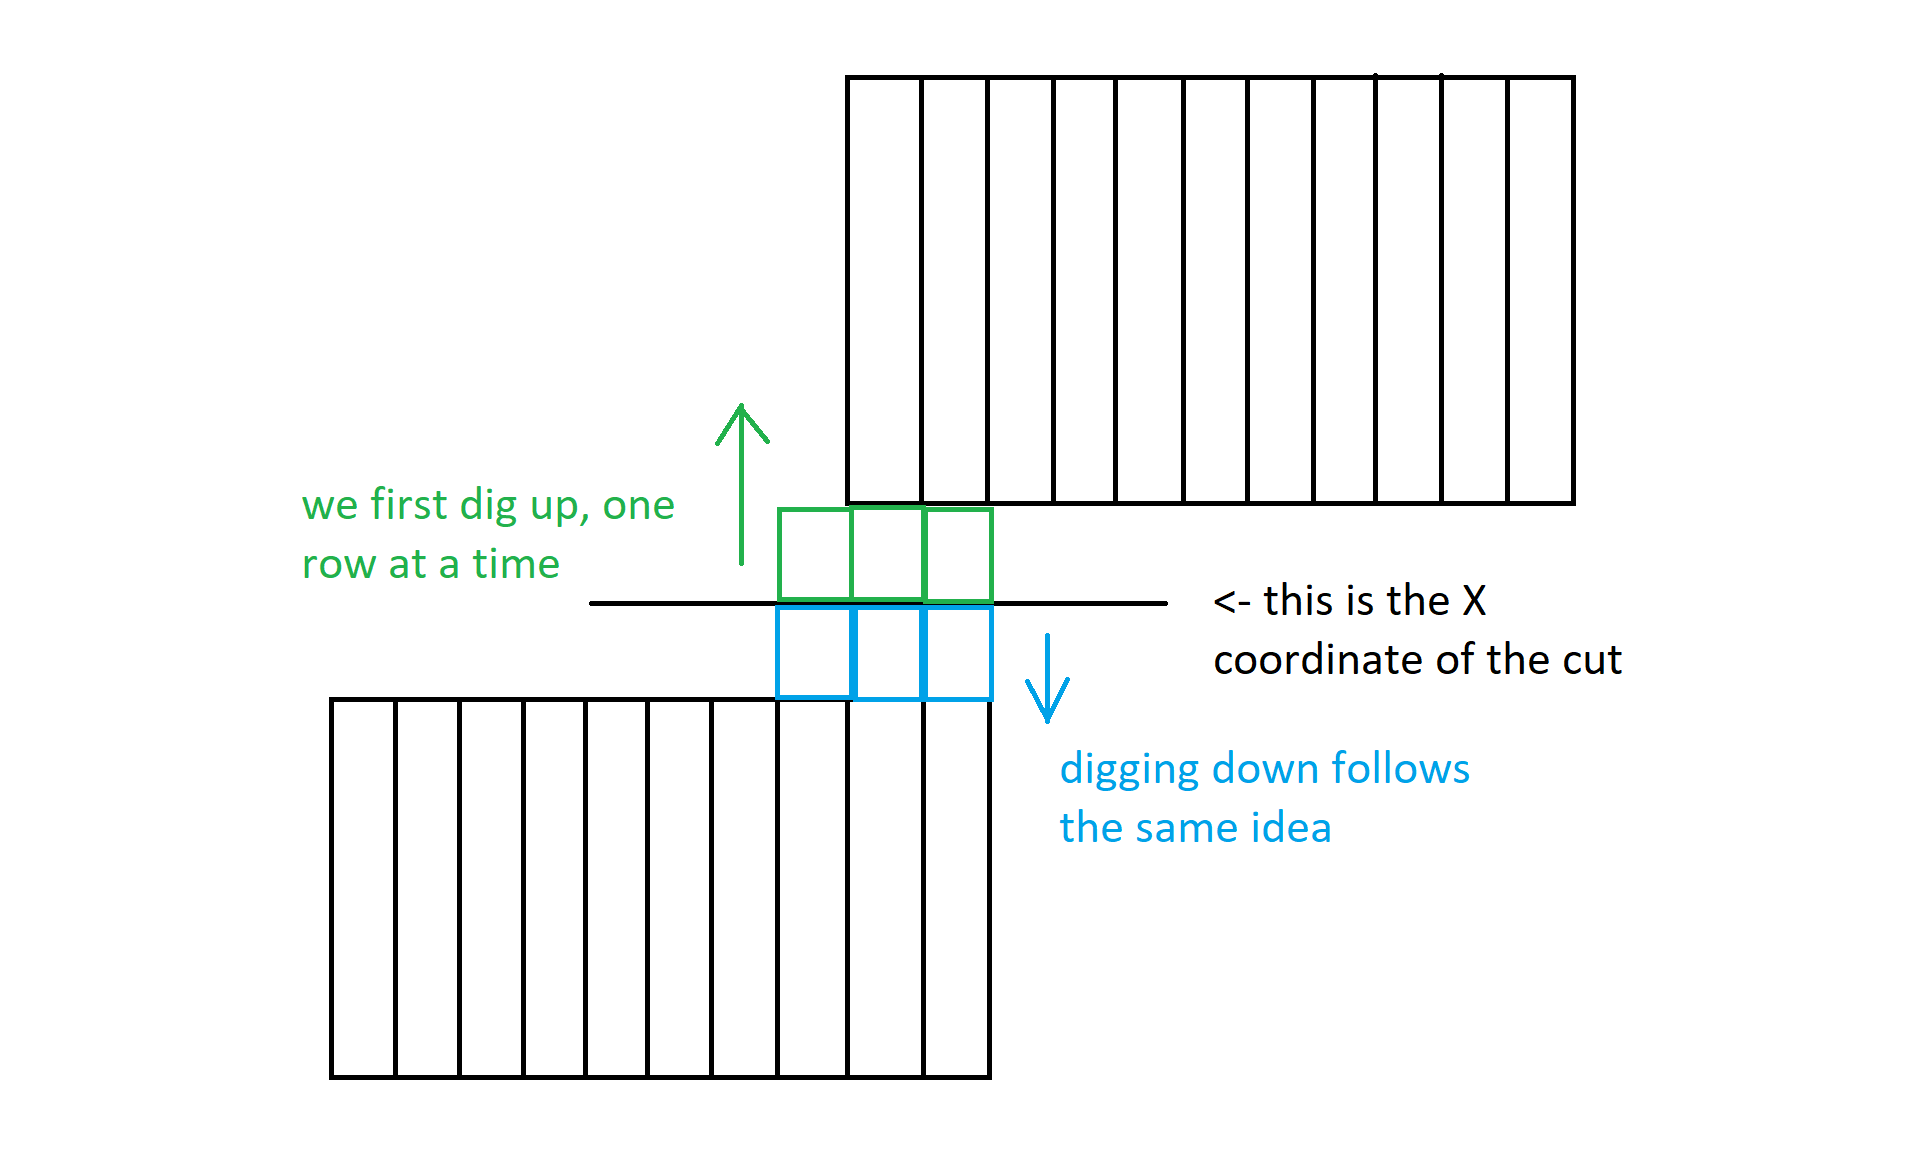 we first dig up, one
row at a time
<- this is the X
coordinate of the cut
digging down follows
the same idea